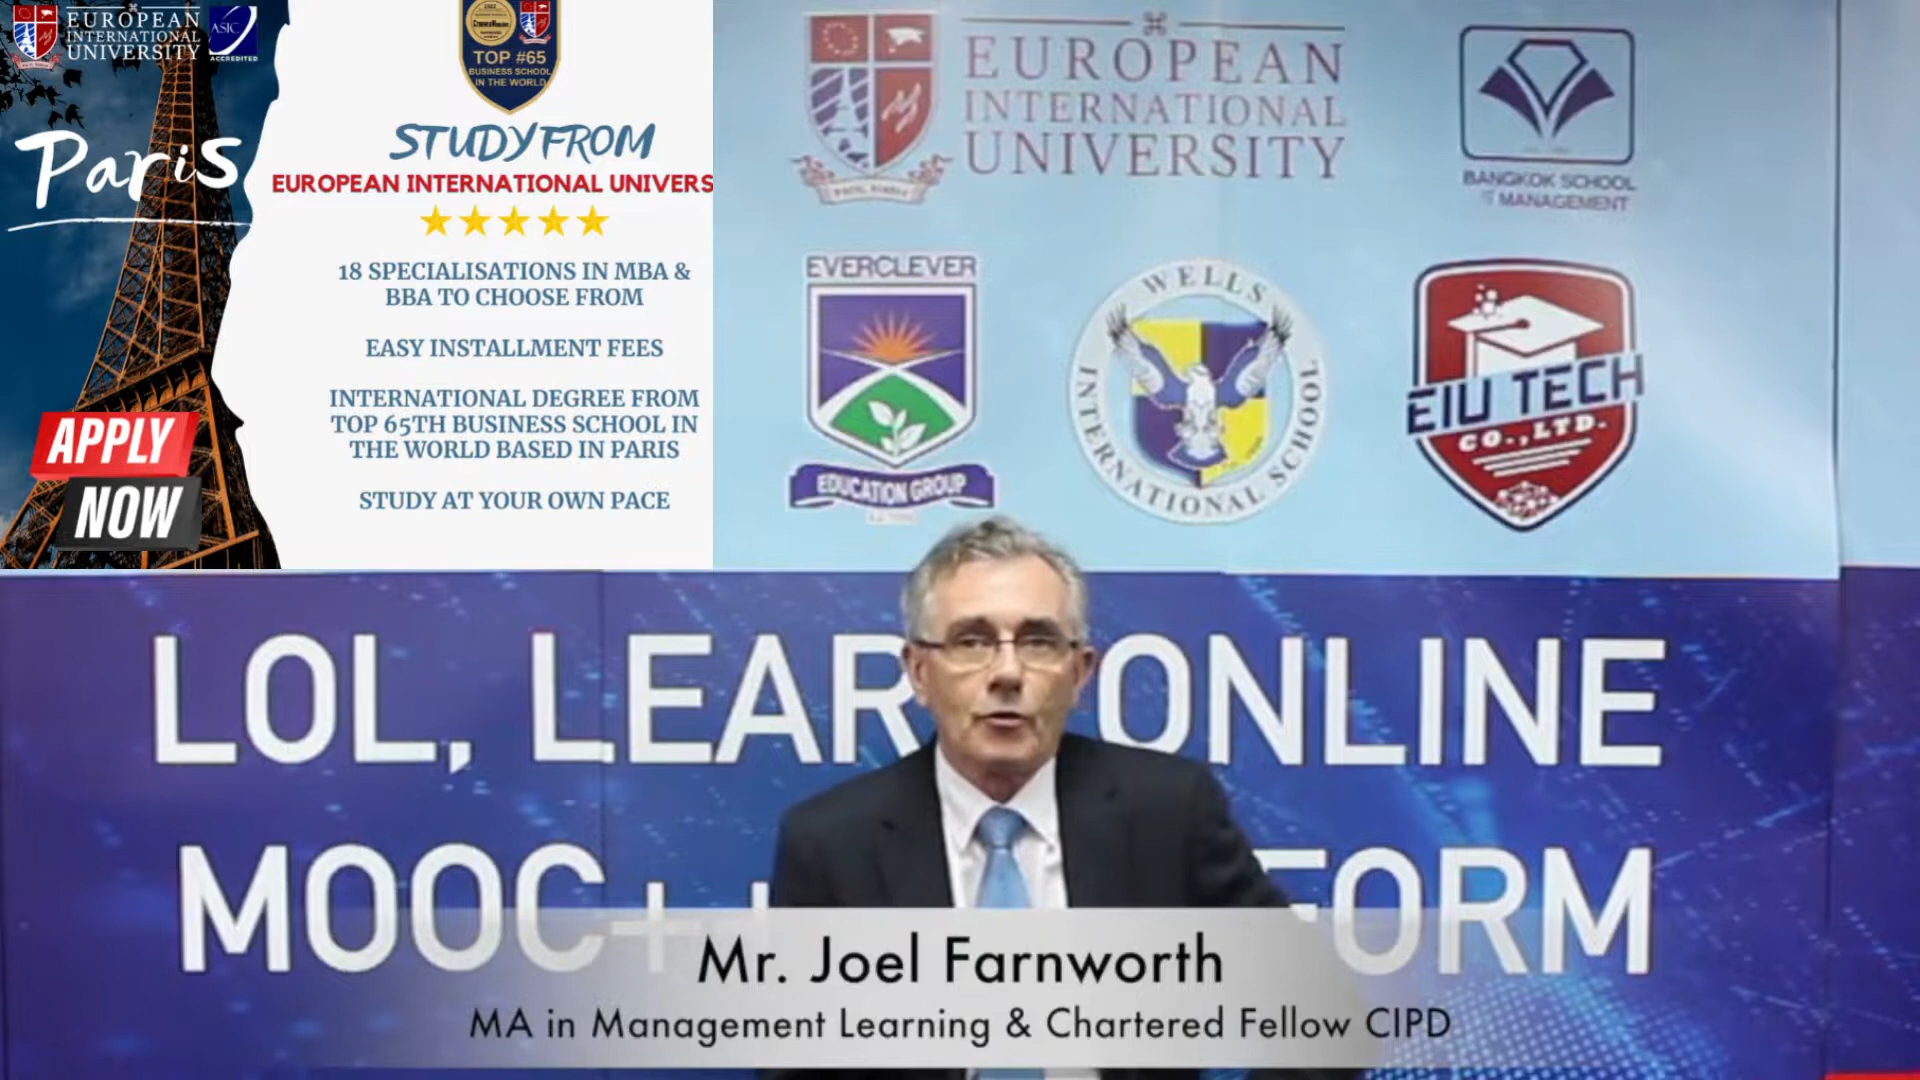 EUROPEAN
INTERNATIONAL
UNIVERSITY
ASIC
ACCREDITED
Paris
APPLY
NOW
TOP #65
BUSINESS SCHOOL
IN THE WORLD
STUDY FROM
EUROPEAN INTERNATIONAL UNIVERS
18 SPECIALISATIONS IN MBA &
BBA TO CHOOSE FROM
EASY INSTALLMENT FEES
INTERNATIONAL DEGREE FROM
TOP 65TH BUSINESS SCHOOL IN
THE WORLD BASED IN PARIS
STUDY AT YOUR OWN PACE
EUROPEAN
INTERNATIONAL
UNIVERSITY
BANGKOK SCHOOL
OF MANAGEMENT
EVERCLEVER
EDUCATION GROUP
WELLS
INTERNATIONAL SCHOOL
EIU TECH
CO.,LTD.
LOL, LEAR ONLINE
MOOC+ FORM
Mr. Joel Farnworth
MA in Management Learning & Chartered Fellow CIPD